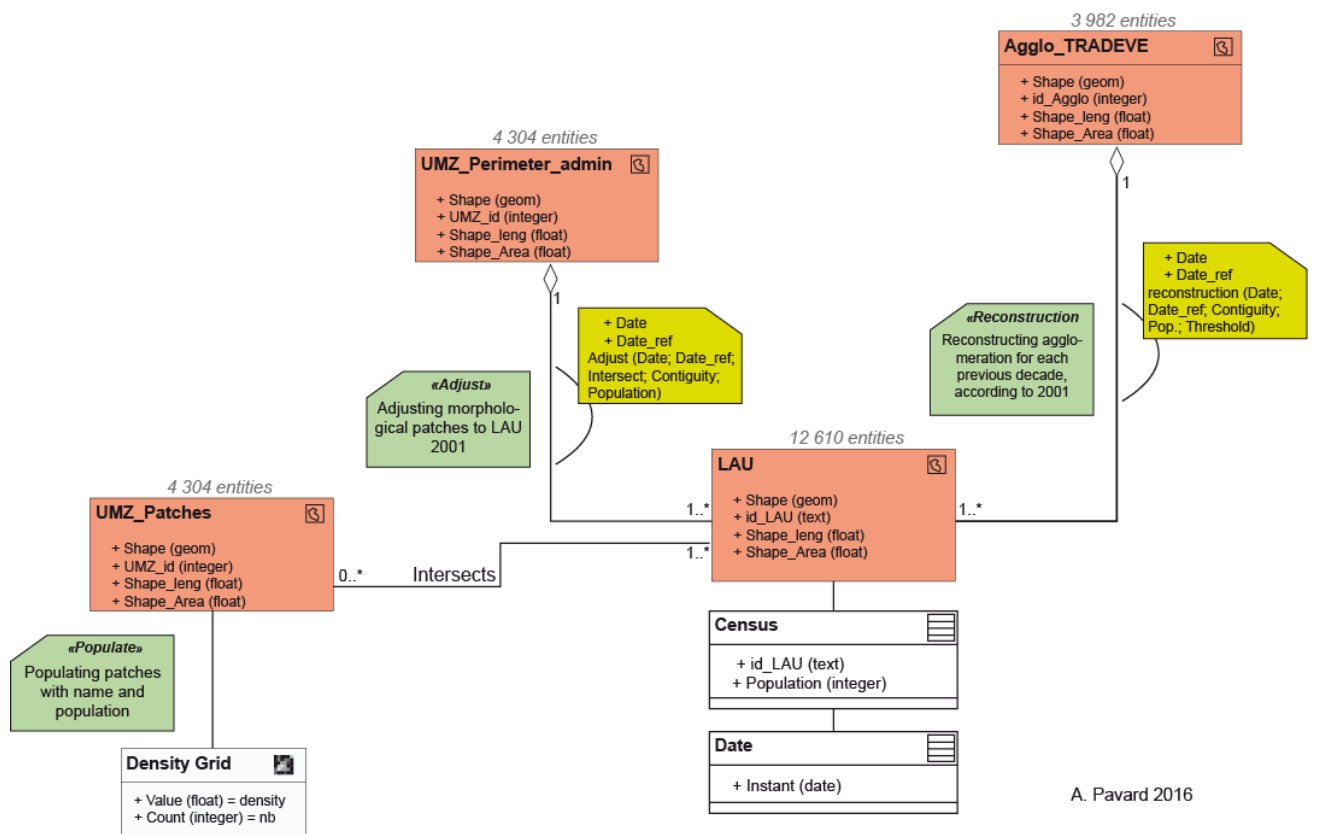 3 982 entities
Agglo_TRADEVE
+ Shape (geom)
+ id_Agglo (integer)
+ Shape_leng (float)
+ Shape_Area (float)
1
4 304 entities
UMZ_Perimeter_admin
+ Shape (geom)
+ UMZ_id (integer)
+ Shape_leng (float)
+ Shape_Area (float)
1
+ Date
+ Date_ref
reconstruction (Date;
Date_ref; Contiguity;
Pop.; Threshold)
«Reconstruction
Reconstructing agglo-
meration for each
previous decade,
according to 2001
+ Date
+ Date_ref
Adjust (Date; Date_ref;
Intersect; Contiguity;
Population)
«Adjust»
Adjusting morpholo-
gical patches to LAU
2001
12 610 entities
LAU
+ Shape (geom)
+ id_LAU (text)
+ Shape_leng (float)
+ Shape_Area (float)
1..*
1..*
1..*
4 304 entities
UMZ_Patches
+ Shape (geom)
+ UMZ_id (integer)
+ Shape_leng (float)
+ Shape_Area (float)
0..*
Intersects
Census
+ id_LAU (text)
+ Population (integer)
«Populate»
Populating patches
with name and
population
Date
+ Instant (date)
Density Grid
+ Value (float) = density
+ Count (integer) = nb
A. Pavard 2016